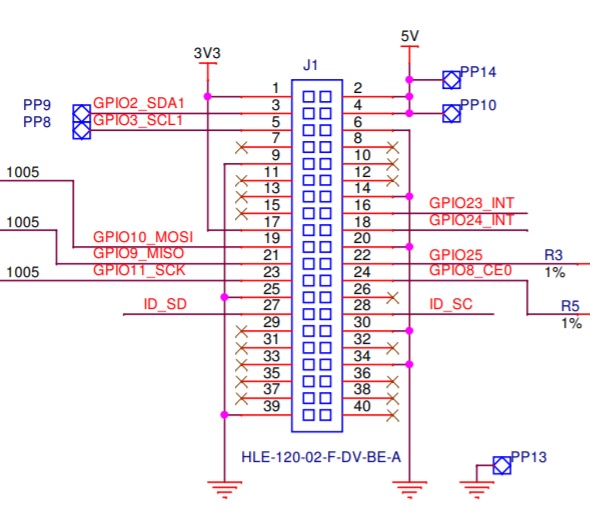 5V
3V3
J1
PP14
1 2
PP9 GPIO2_SDA1 3 4 PP10
PP8 GPIO3_SCL1 5 6
7 8
9 10
1005 11 12
13 14
15 16 GPIO23_INT
1005 17 18 GPIO24_INT
GPIO10_MOSI 19 20
GPIO9_MISO 21 22 GPIO25 R3
1005 GPIO11_SCK 23 24 GPIO8_CE0 1%
25 26
ID_SD 27 28 ID_SC R5
29 30 1%
31 32
33 34
35 36
37 38
39 40
HLE-120-02-F-DV-BE-A PP13